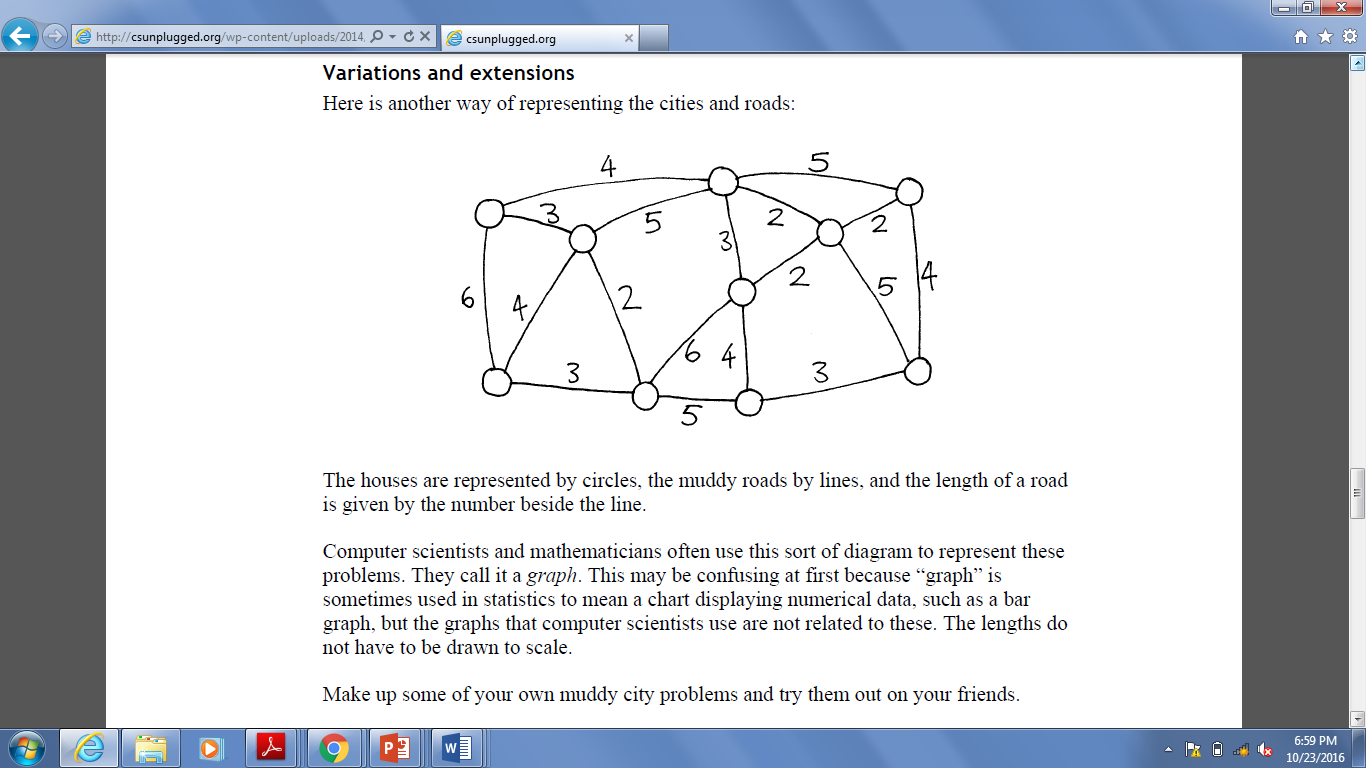 http://csunplugged.org/wp-content/uploads/2014.
csunplugged.org
Variations and extensions
Here is another way of representing the cities and roads:
4
5
3
5
2
2
3
2
6
4
2
5
4
6
4
3
3
5
The houses are represented by circles, the muddy roads by lines, and the length of a road
is given by the number beside the line.
Computer scientists and mathematicians often use this sort of diagram to represent these
problems. They call it a graph. This may be confusing at first because “graph” is
sometimes used in statistics to mean a chart displaying numerical data, such as a bar
graph, but the graphs that computer scientists use are not related to these. The lengths do
not have to be drawn to scale.
Make up some of your own muddy city problems and try them out on your friends.
6:59 PM
10/23/2016